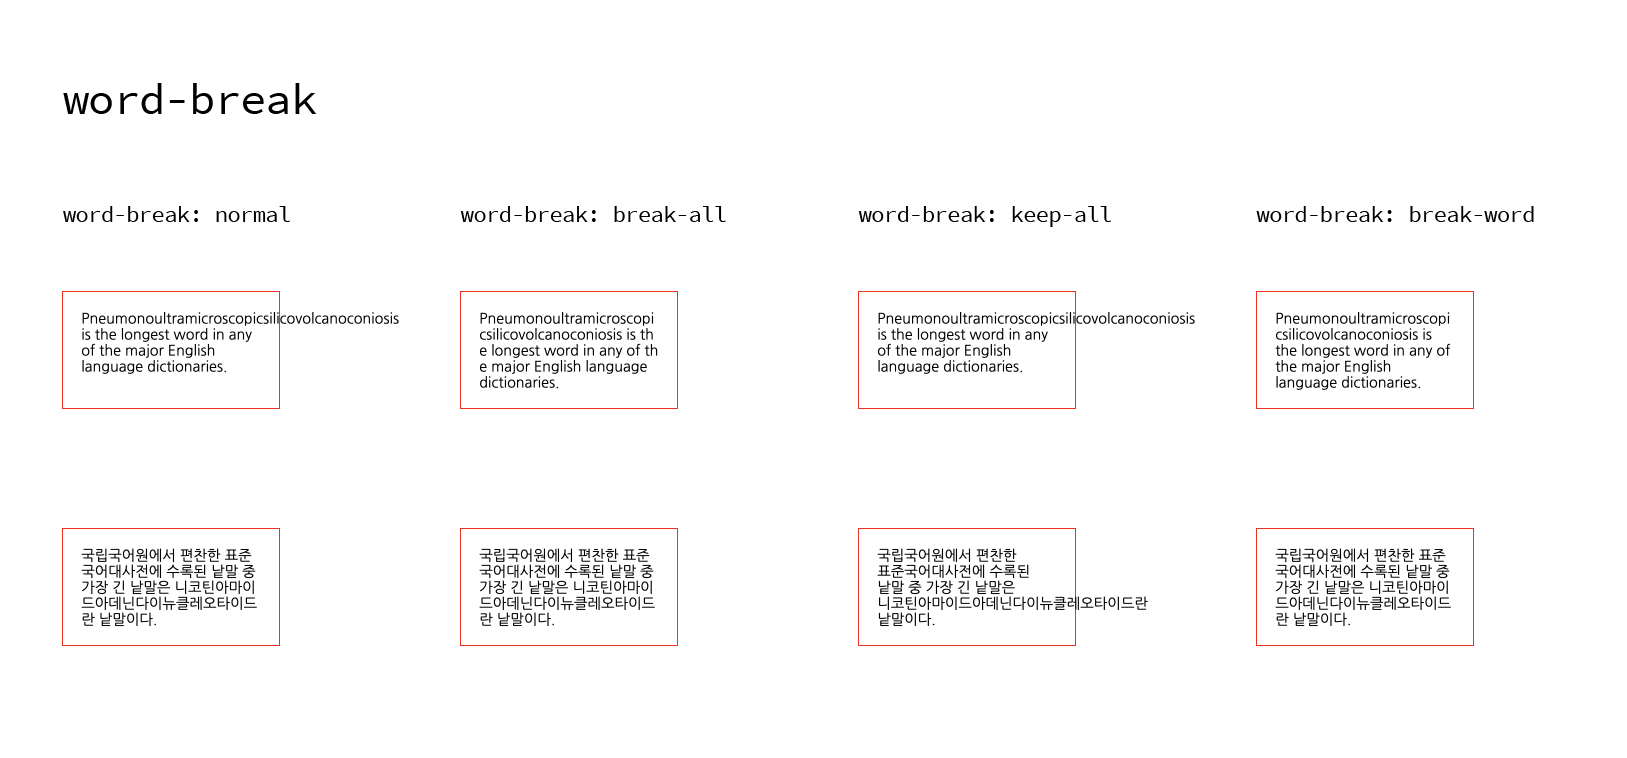 word-break
word-break: normal
word-break: break-all
word-break: keep-all
word-break: break-word
Pneumonoultramicroscopicsilicovolcanoconiosis
is the longest word in any
of the major English
language dictionaries.
Pneumonoultramicroscopi
csilicovolcanoconiosis is th
e longest word in any of th
e major English language
dictionaries.
Pneumonoultramicroscopicsilicovolcanoconiosis
is the longest word in any
of the major English
language dictionaries.
Pneumonoultramicroscopi
csilicovolcanoconiosis is
the longest word in any of
the major English
language dictionaries.
국립국어원에서 편찬한 표준
국어대사전에 수록된 낱말 중
가장 긴 낱말은 니코틴아마이
드아데닌다이뉴클레오타이드
란 낱말이다.
국립국어원에서 편찬한 표준
국어대사전에 수록된 낱말 중
가장 긴 낱말은 니코틴아마이
드아데닌다이뉴클레오타이드
란 낱말이다.
국립국어원에서 편찬한
표준국어대사전에 수록된
낱말 중 가장 긴 낱말은
니코틴아마이드아데닌다이뉴클레오타이드란
낱말이다.
국립국어원에서 편찬한 표준
국어대사전에 수록된 낱말 중
가장 긴 낱말은 니코틴아마이
드아데닌다이뉴클레오타이드
란 낱말이다.